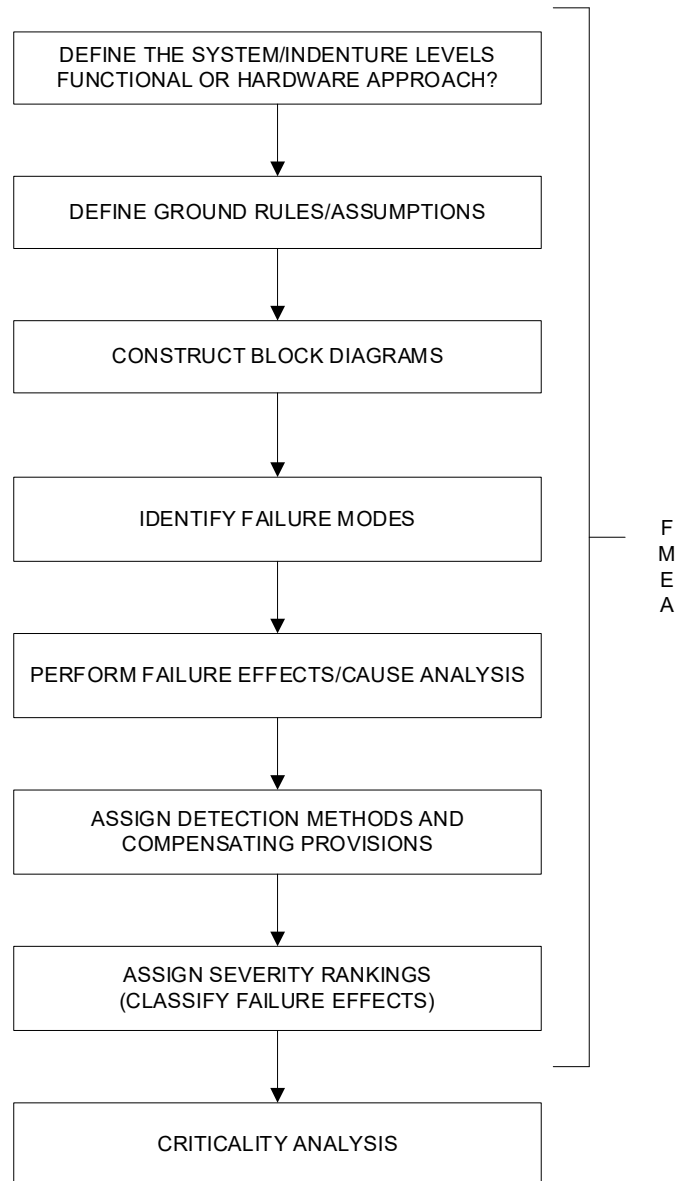 DEFINE THE SYSTEM/INDENTURE LEVELS
FUNCTIONAL OR HARDWARE APPROACH?
DEFINE GROUND RULES/ASSUMPTIONS
CONSTRUCT BLOCK DIAGRAMS
IDENTIFY FAILURE MODES
F
M
E
A
PERFORM FAILURE EFFECTS/CAUSE ANALYSIS
ASSIGN DETECTION METHODS AND
COMPENSATING PROVISIONS
ASSIGN SEVERITY RANKINGS
(CLASSIFY FAILURE EFFECTS)
CRITICALITY ANALYSIS